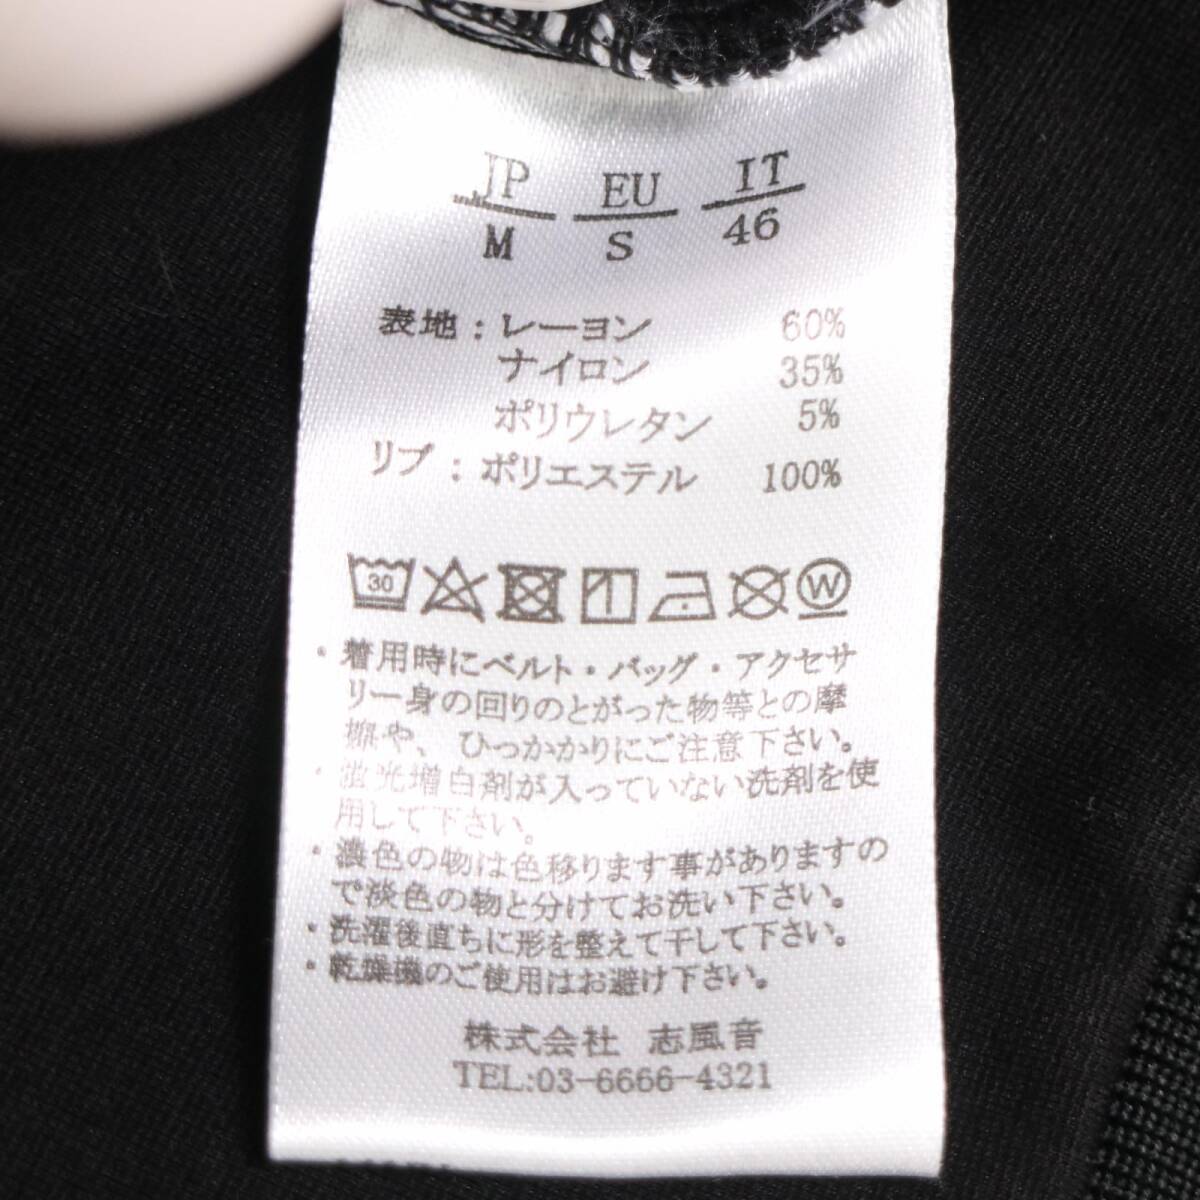 JP EU IT
M S 46
表地：レーヨン 60%
ナイロン 35%
ポリウレタン 5%
リブ：ポリエステル 100%
30 W
・着用時にベルト・バッグ・アクセサ
リー身の回りのとがった物等との摩
擦や、ひっかかりにご注意下さい。
・蛍光増白剤が入っていない洗剤を使
用して下さい。
・濃色の物は色移ります事がありますの
で淡色の物と分けてお洗い下さい。
・洗濯後直ちに形を整えて干して下さい。
・乾燥機のご使用はお避け下さい。
株式会社 志風音
TEL:03-6666-4321